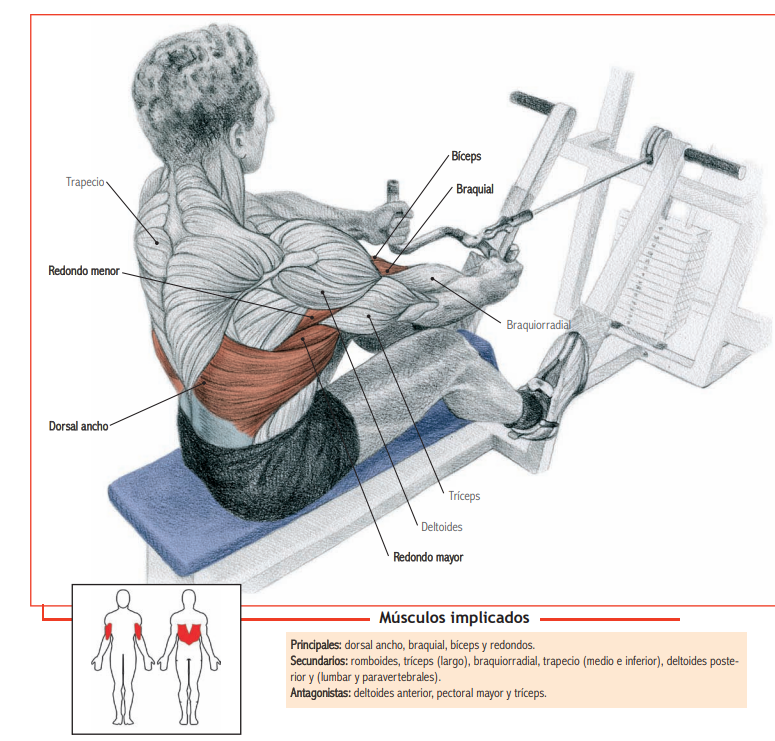 Bíceps
Trapecio
Braquial
Redondo menor
Braquiorradial
Dorsal ancho
Tríceps
Deltoides
Redondo mayor
Músculos implicados
Principales: dorsal ancho, braquial, bíceps y redondos.
Secundarios: romboides, tríceps (largo), braquiorradial, trapecio (medio e inferior), deltoides poste-
rior y (lumbar y paravertebrales).
Antagonistas: deltoides anterior, pectoral mayor y tríceps.